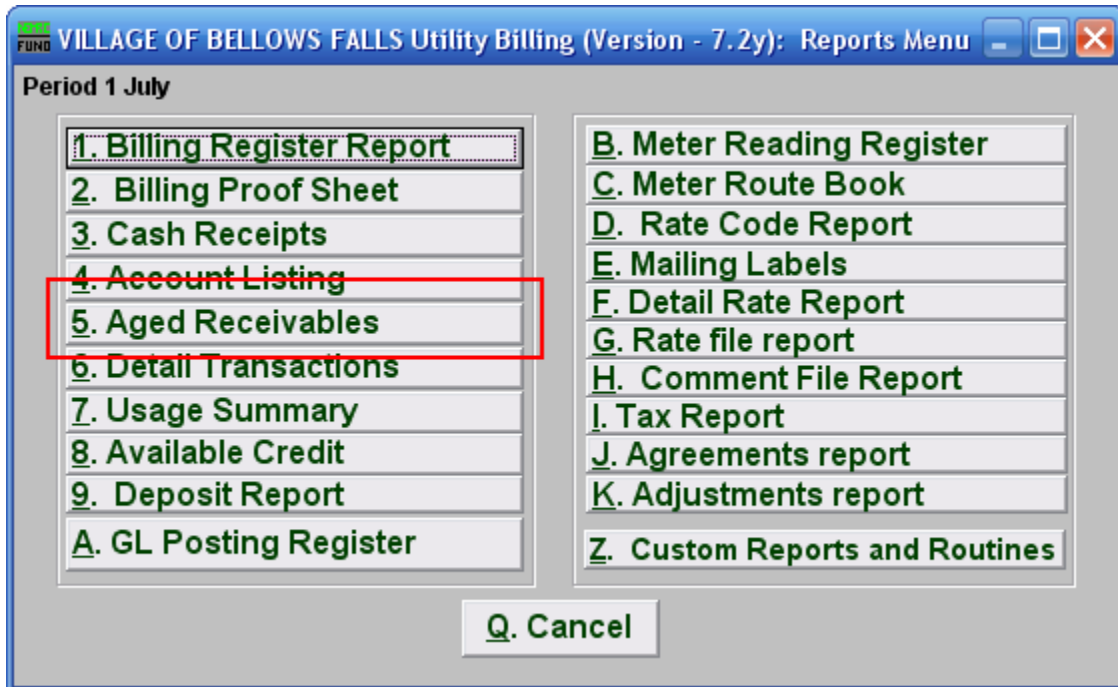 FUND VILLAGE OF BELLOWS FALLS Utility Billing (Version - 7.2y): Reports Menu
Period 1 July
1. Billing Register Report
2. Billing Proof Sheet
3. Cash Receipts
4. Account Listing
5. Aged Receivables
6. Detail Transactions
7. Usage Summary
8. Available Credit
9. Deposit Report
A. GL Posting Register
B. Meter Reading Register
C. Meter Route Book
D. Rate Code Report
E. Mailing Labels
F. Detail Rate Report
G. Rate file report
H. Comment File Report
I. Tax Report
J. Agreements report
K. Adjustments report
Z. Custom Reports and Routines
Q. Cancel